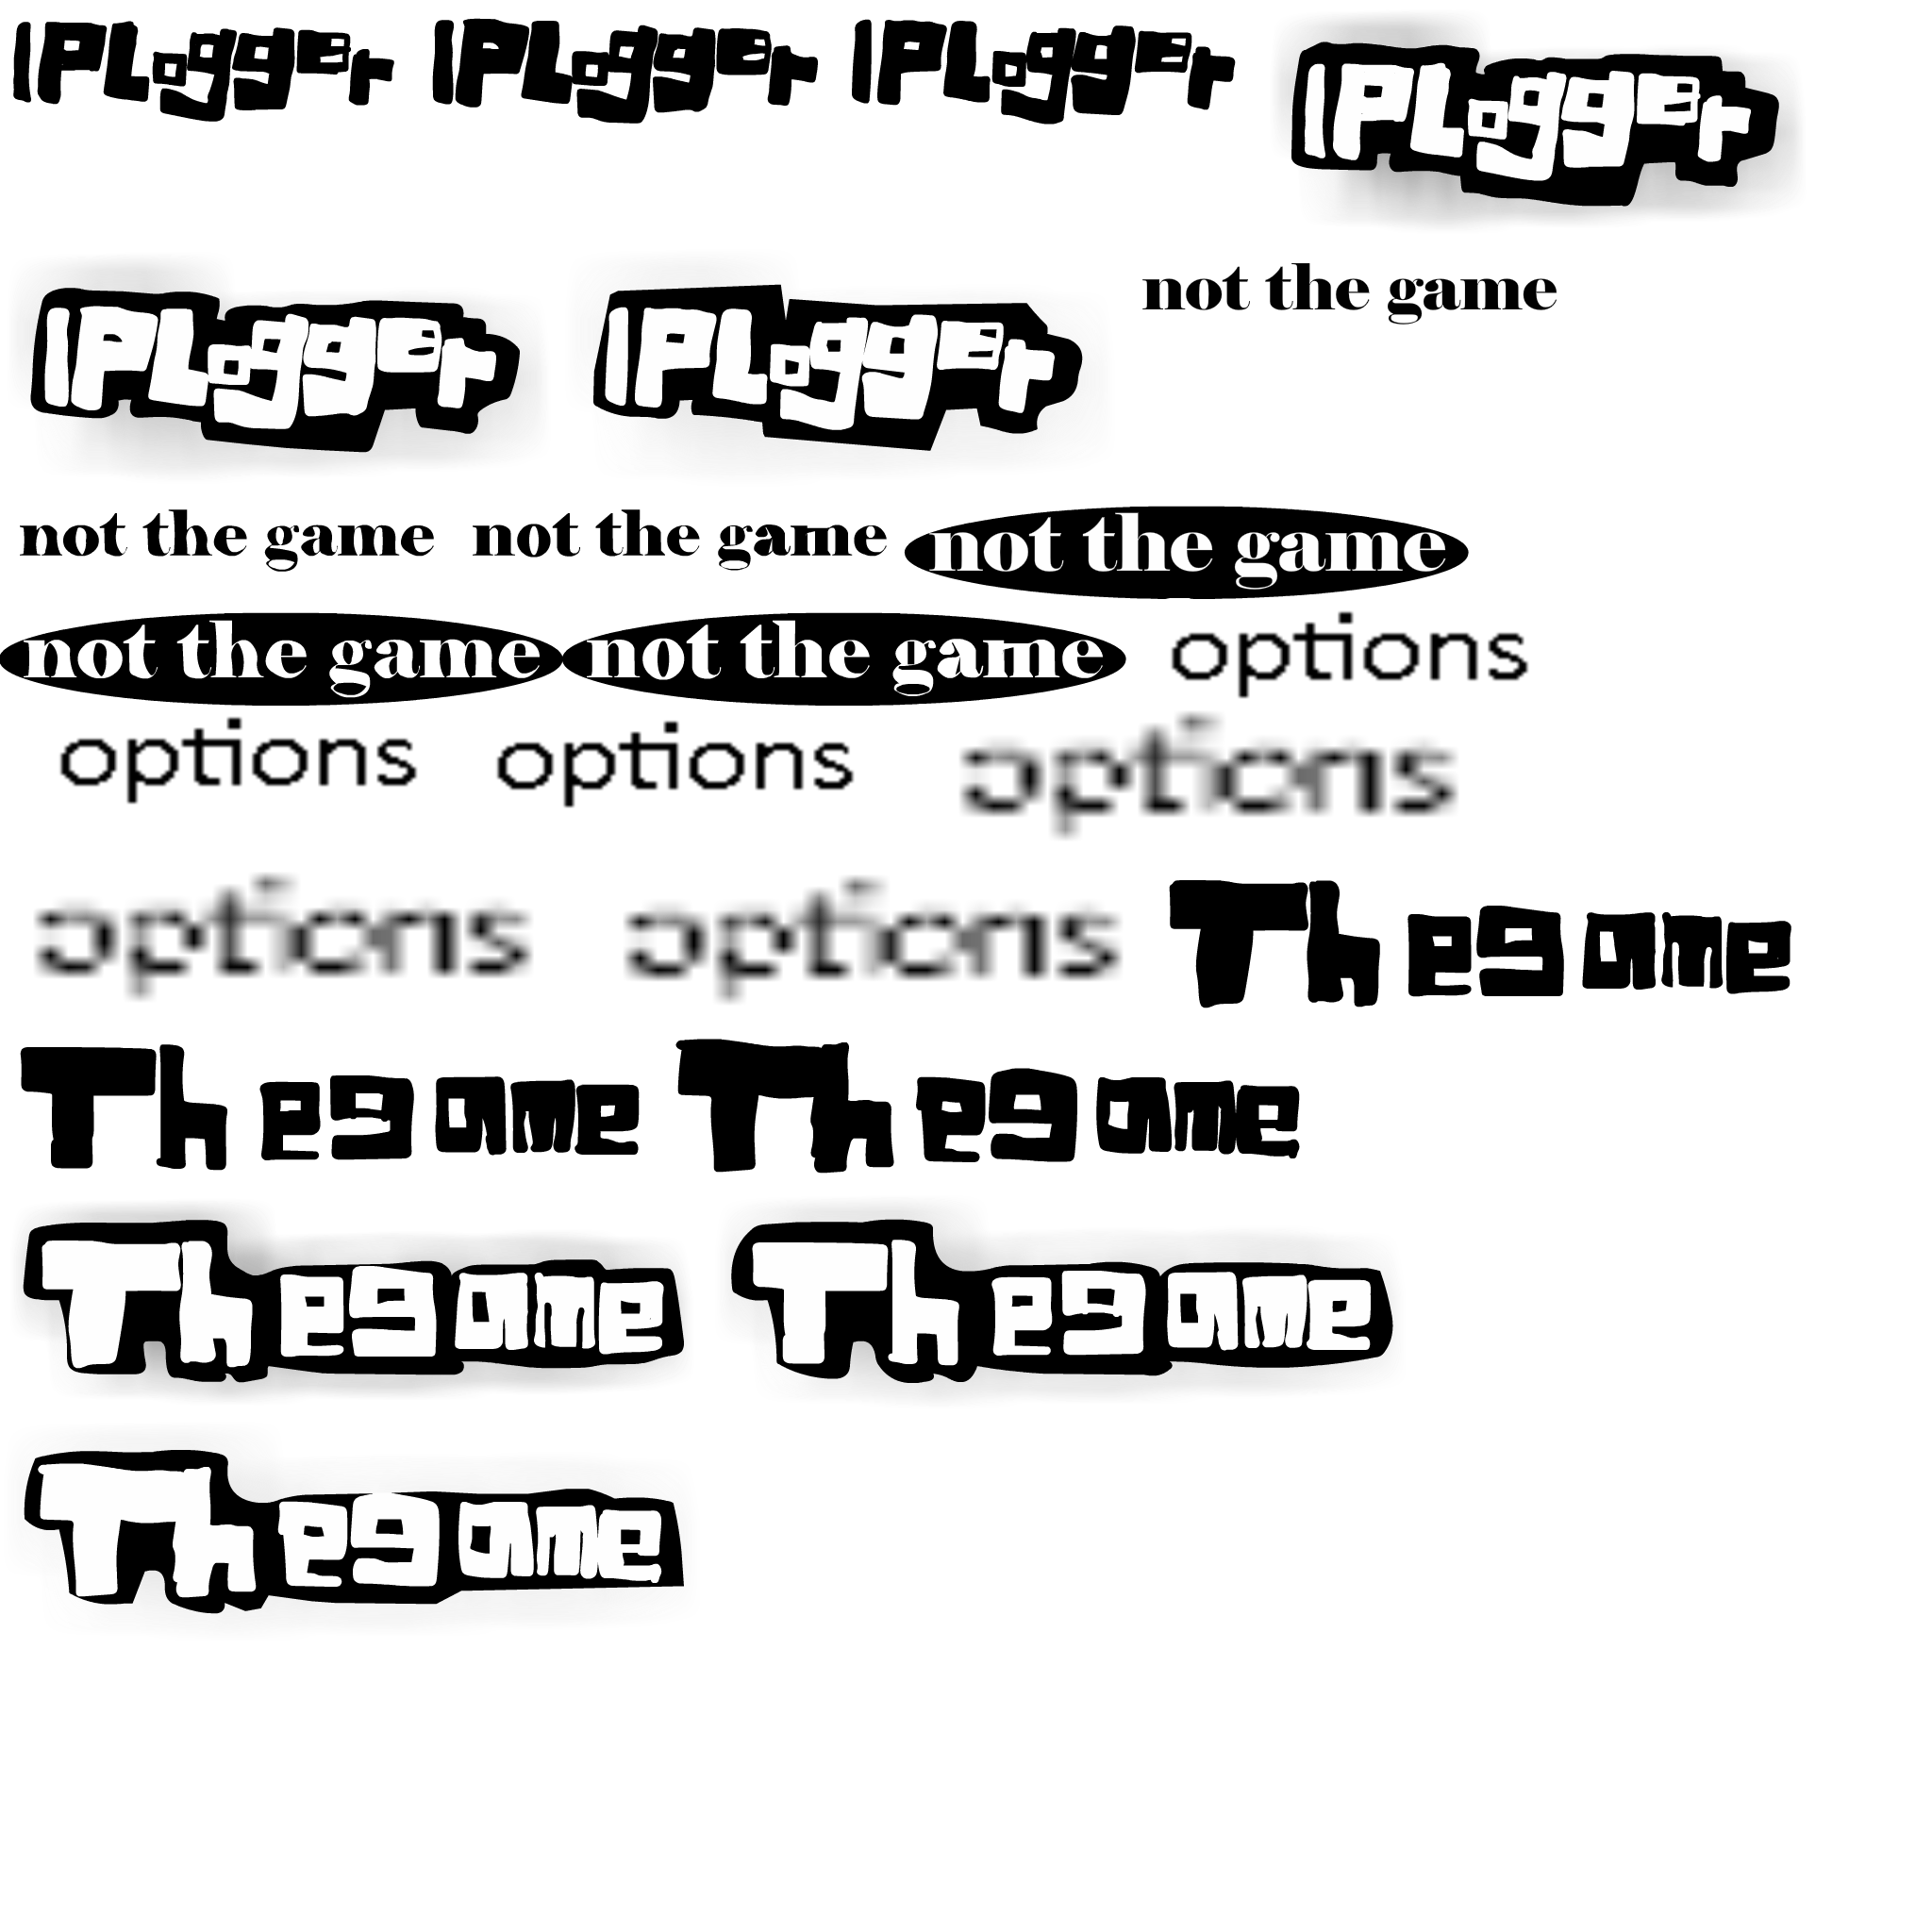 IPLogger IPLogger IPLogger IPLogger
IPLogger IPLogger not the game
not the game not the game not the game
not the game not the game options
options options options
options options The game
The game The game
The game The game
The game